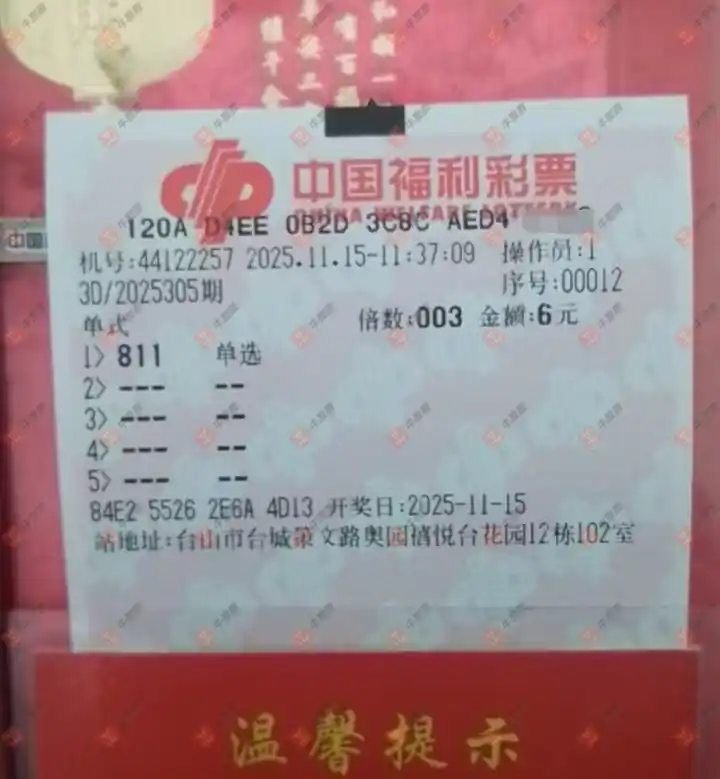 中国福利彩票
CHINA WELFARE LOTTERY
120A D4EE 0B2D 3C8C AED4
机号:44122257 2025.11.15-11:37:09 操作员:1
3D/2025305期 序号:00012
单式 倍数:003 金额:6元
1> 811 单选
2> --- --
3> --- --
4> --- --
5> --- --
84E2 5526 2E6A 4D13 开奖日:2025-11-15
站地址:台山市台城策文路奥园禧悦台花园12栋102室
温馨提示